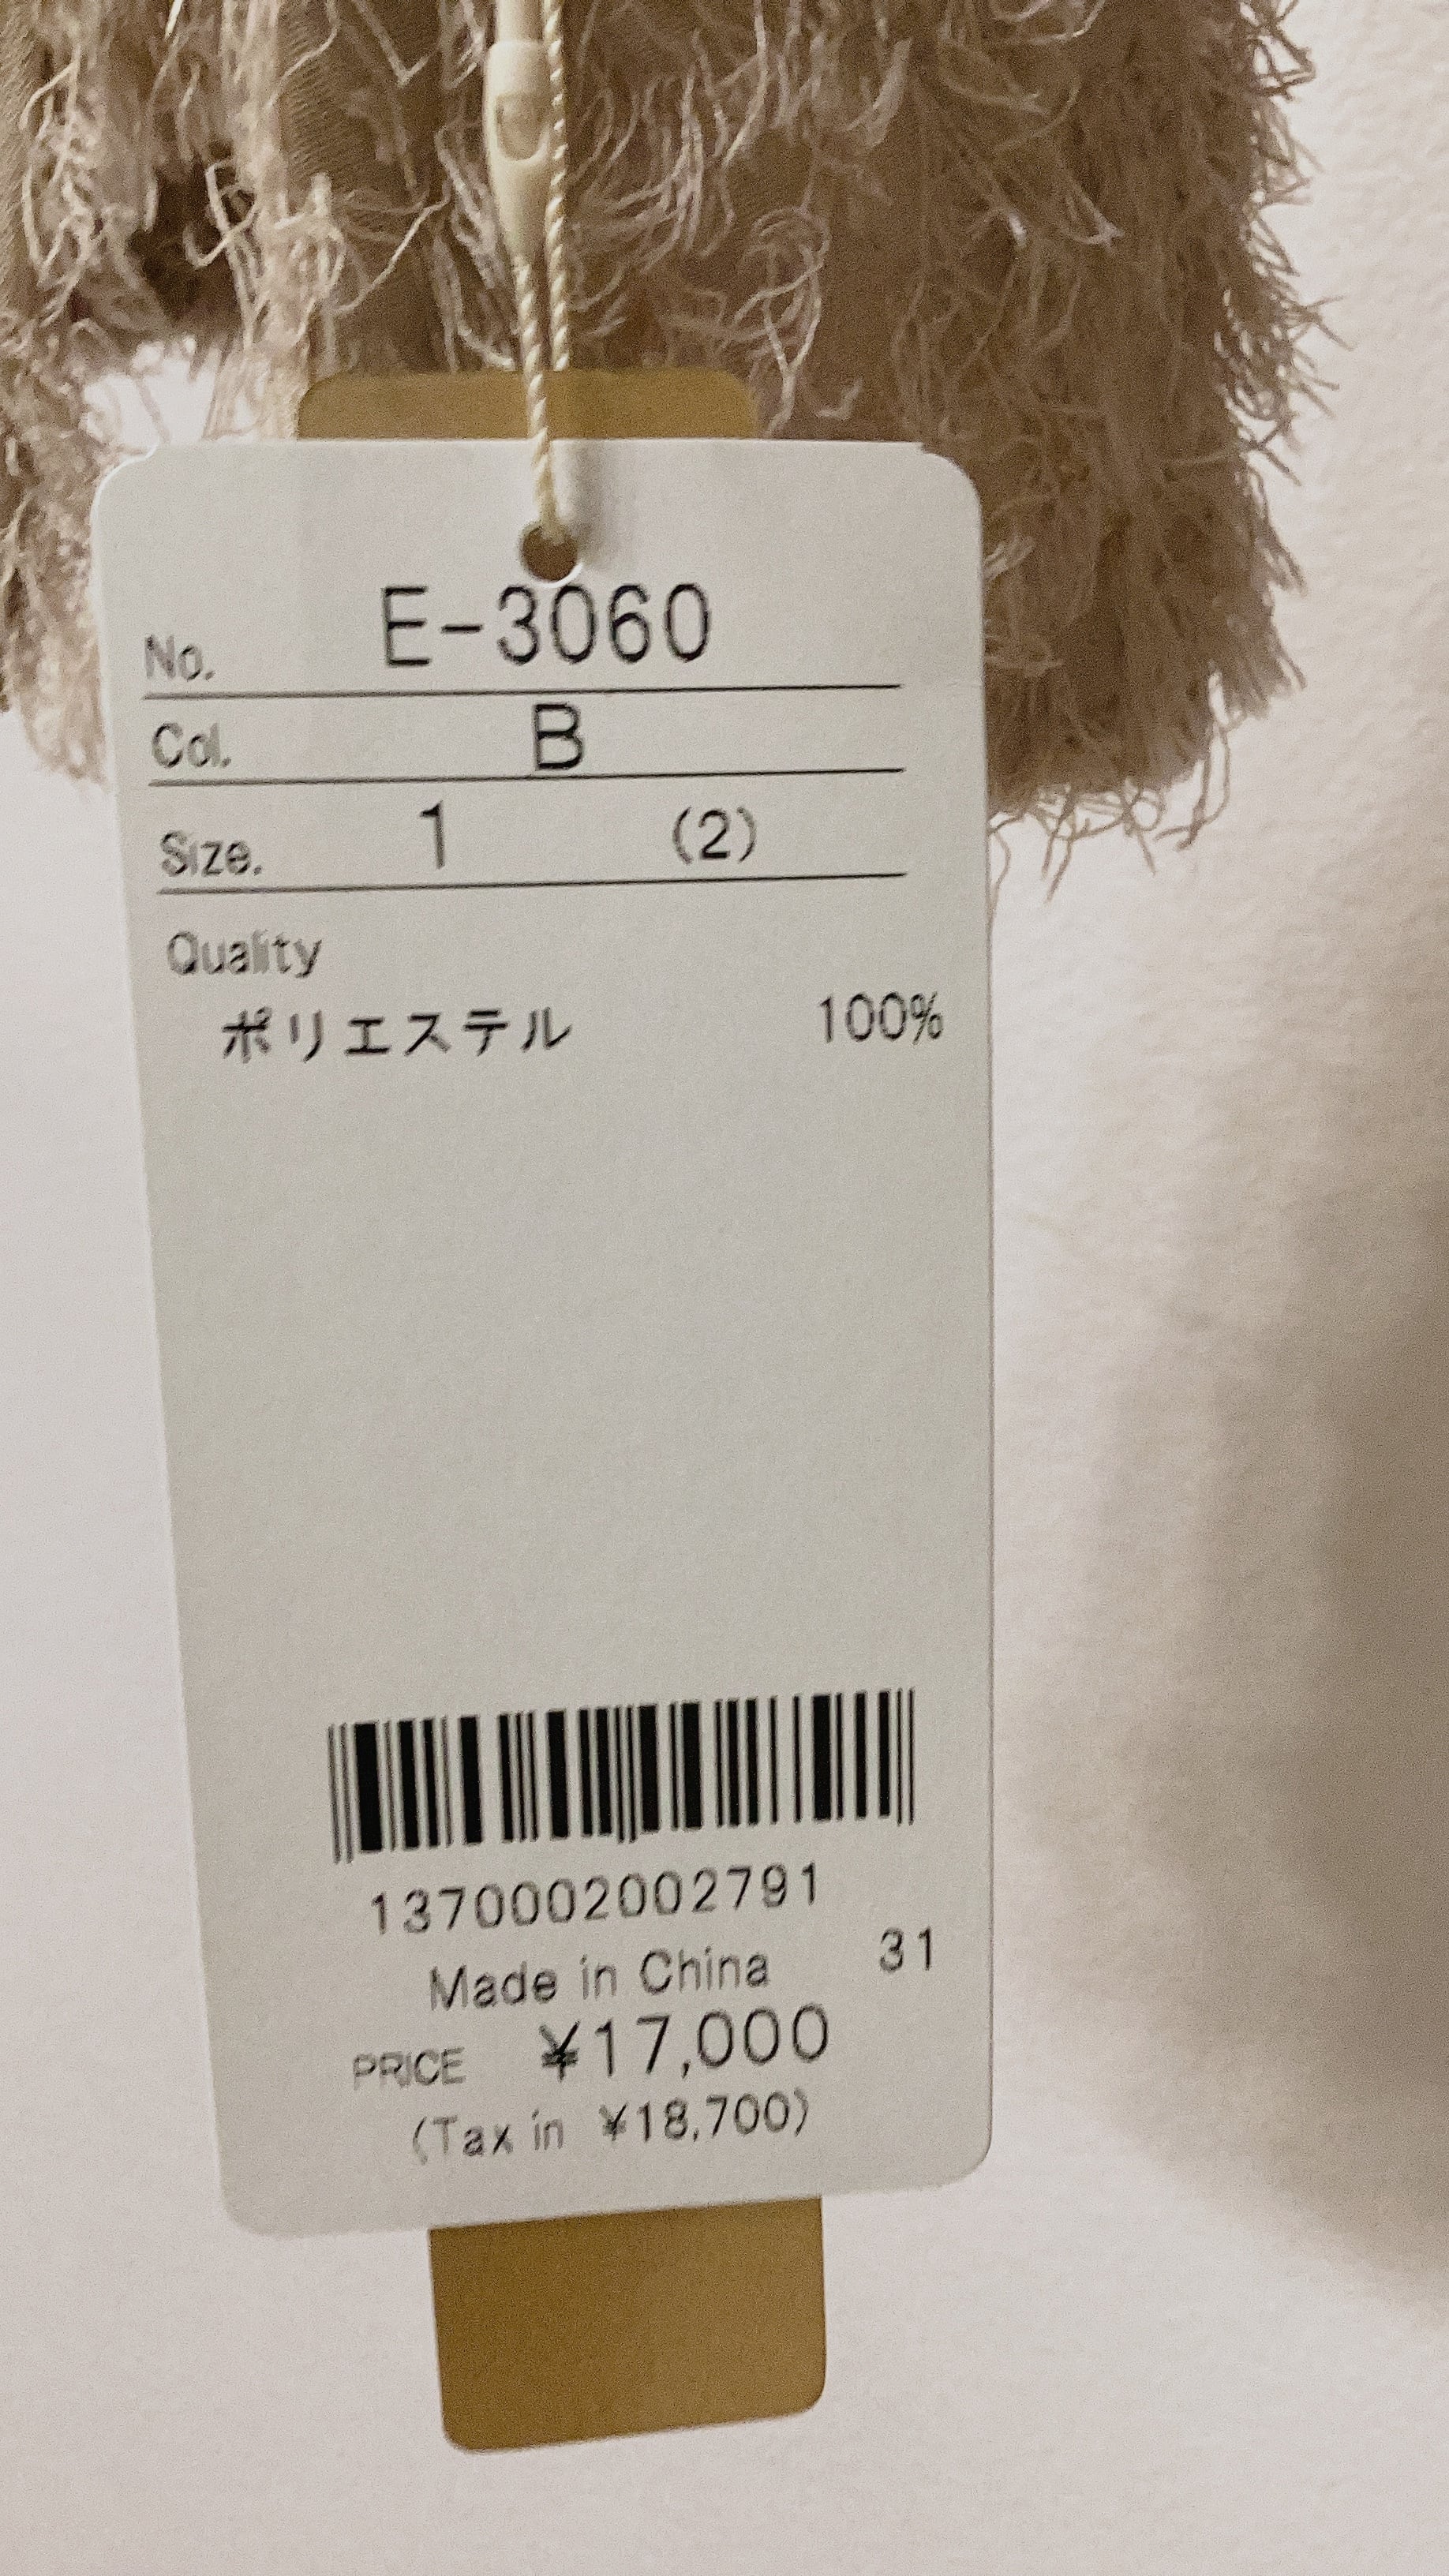 No. E-3060
Col. B
Size. 1 (2)
Quality
ポリエステル 100%
1370002002791
Made in China 31
PRICE ¥17,000
(Tax in ¥18,700)